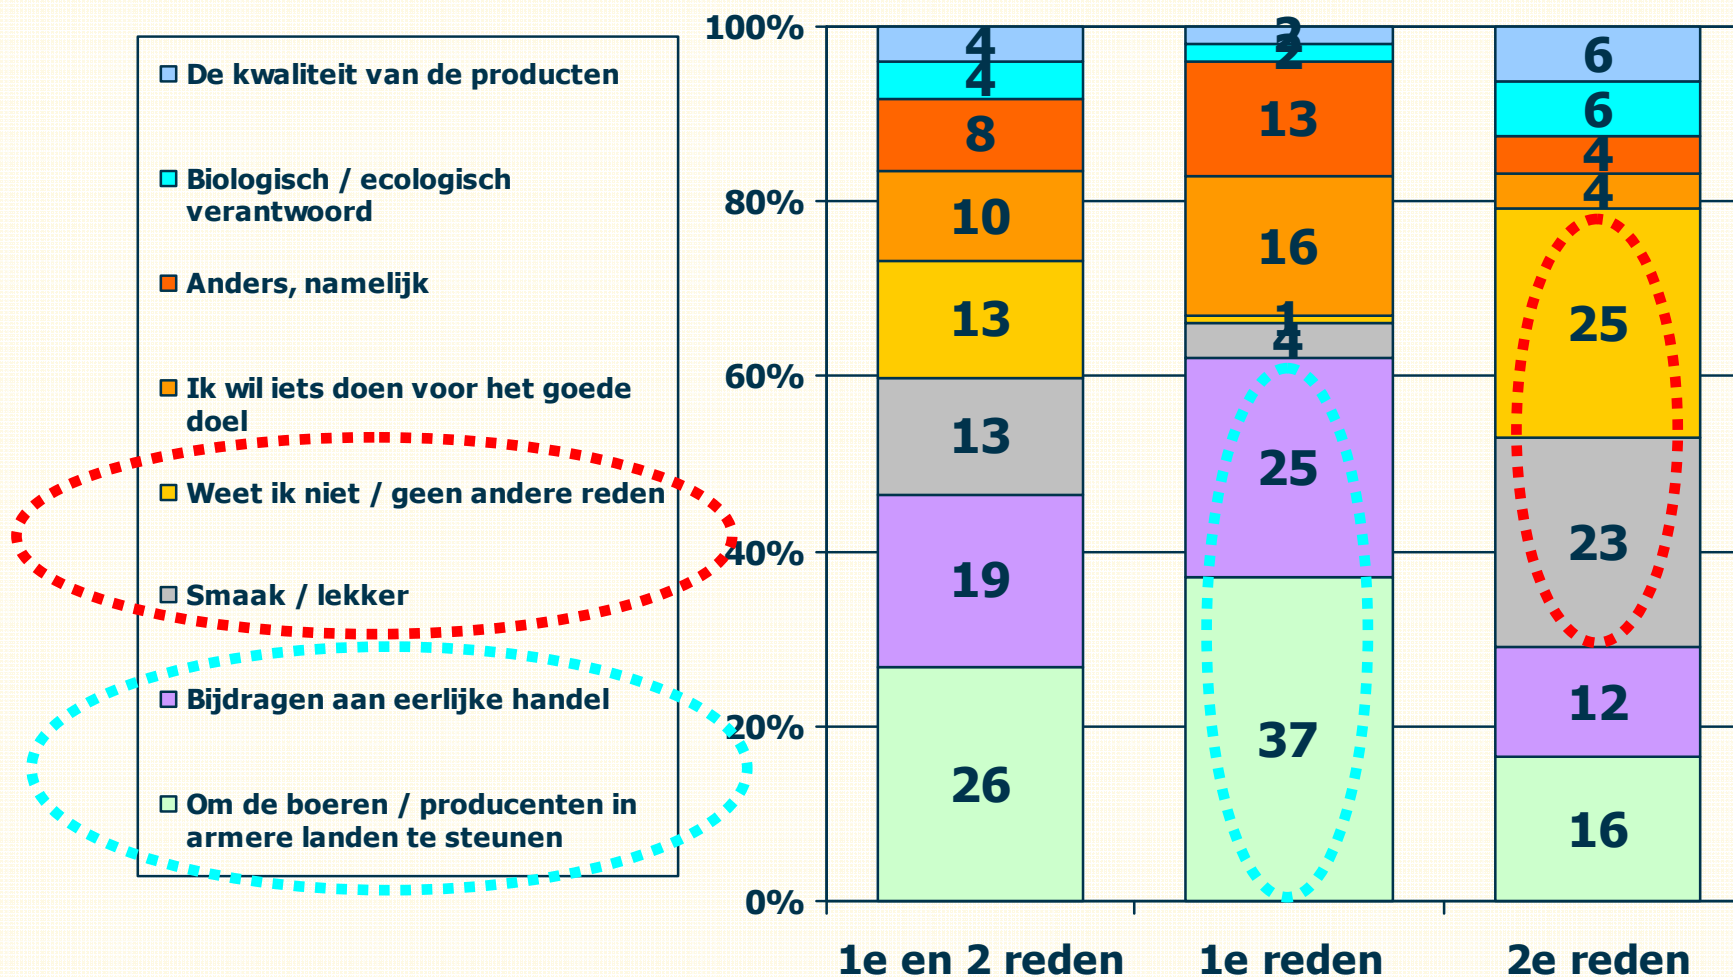 De kwaliteit van de producten
Biologisch / ecologisch
verantwoord
Anders, namelijk
Ik wil iets doen voor het goede
doel
Weet ik niet / geen andere reden
Smaak / lekker
Bijdragen aan eerlijke handel
Om de boeren / producenten in
armere landen te steunen
100%
80%
60%
40%
20%
0%
4
4
8
10
13
13
19
26
2
2
13
16
1
4
25
37
6
6
4
4
25
23
12
16
1e en 2 reden
1e reden
2e reden